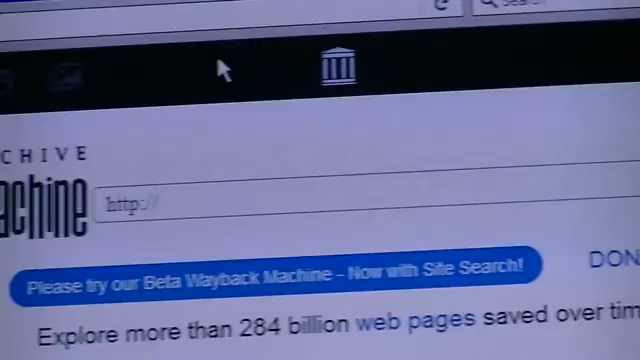 Search
CHIVE
achine
http://
Please try our Beta Wayback Machine - Now with Site Search!
DON
Explore more than 284 billion web pages saved over tim